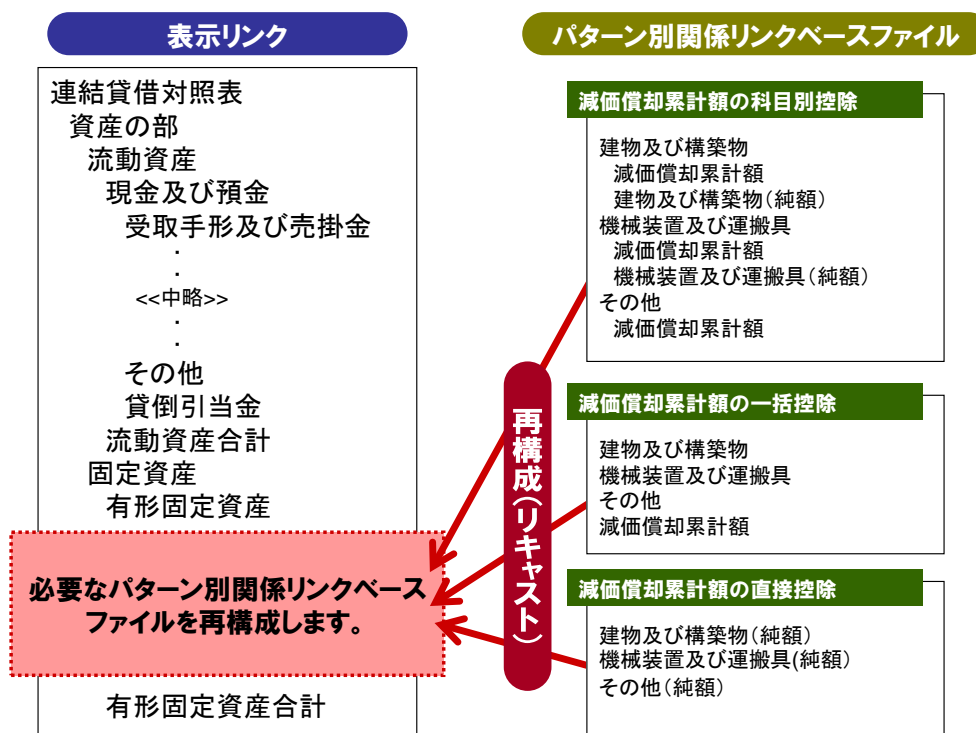 表示リンク
連結貸借対照表
資産の部
流動資産
現金及び預金
受取手形及び売掛金
・
・
<<中略>>
・
・
その他
貸倒引当金
流動資産合計
固定資産
有形固定資産
必要なパターン別関係リンクベース
ファイルを再構成します。
有形固定資産合計
再構成(リキャスト)
パターン別関係リンクベースファイル
減価償却累計額の科目別控除
建物及び構築物
減価償却累計額
建物及び構築物(純額)
機械装置及び運搬具
減価償却累計額
機械装置及び運搬具(純額)
その他
減価償却累計額
減価償却累計額の一括控除
建物及び構築物
機械装置及び運搬具
その他
減価償却累計額
減価償却累計額の直接控除
建物及び構築物(純額)
機械装置及び運搬具(純額)
その他(純額)